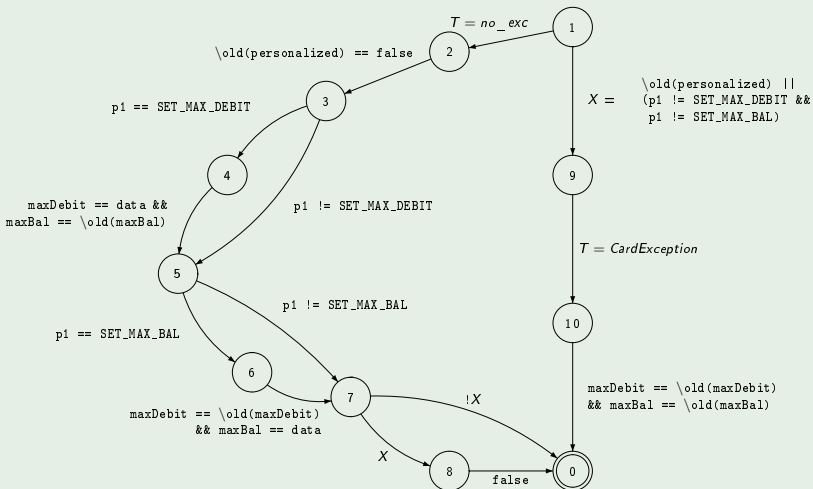 T = no_exc
1
2
\old(personalized) == false
\old(personalized) ||
X =
(p1 != SET_MAX_DEBIT &&
p1 != SET_MAX_BAL)
3
p1 == SET_MAX_DEBIT
4
9
maxDebit == data &&
maxBal == \old(maxBal)
p1 != SET_MAX_DEBIT
T = CardException
5
p1 != SET_MAX_BAL
10
p1 == SET_MAX_BAL
6
7
maxDebit == \old(maxDebit)
&& maxBal == \old(maxBal)
!X
maxDebit == \old(maxDebit)
&& maxBal == data
X
8
false
0